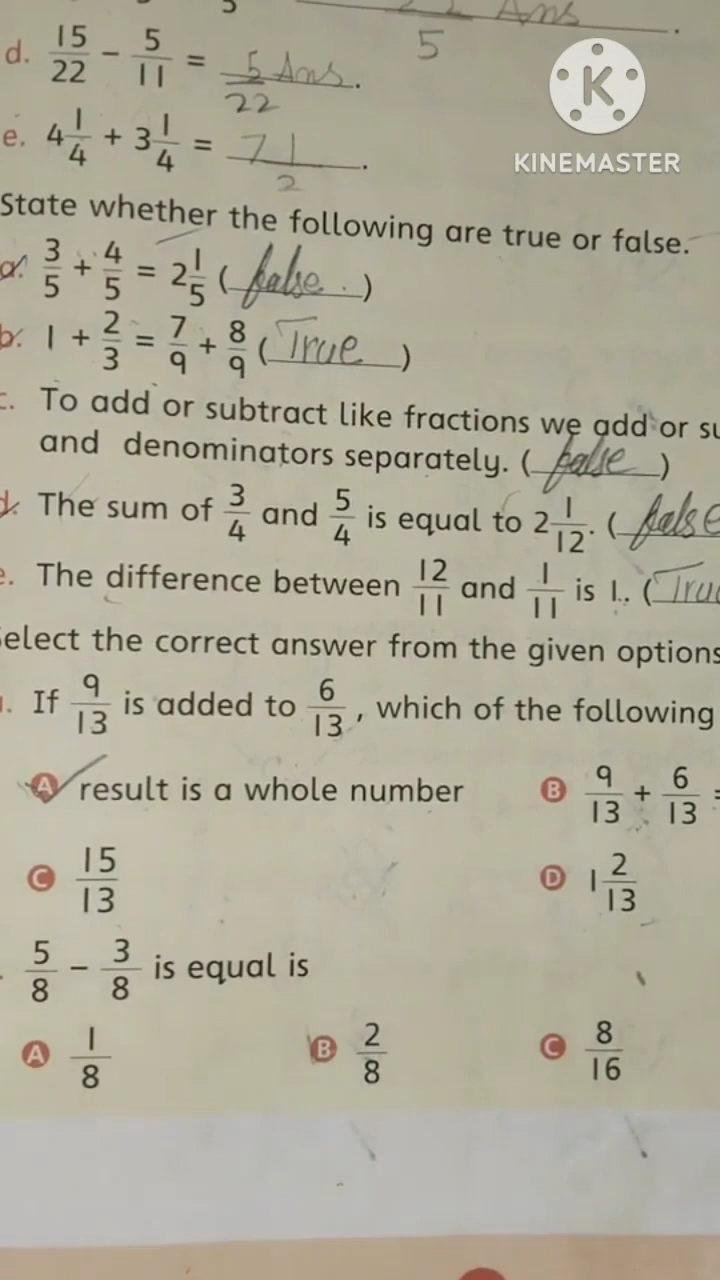 5 Ans
5
d. 15/22 - 5/11 = 5/22 Ans.
KINEMASTER
e. 4 1/4 + 3 1/4 = 7 1/2.
State whether the following are true or false.
a. 3/5 + 4/5 = 2 1/5 (false.)
b. 1 + 2/3 = 7/9 + 8/9 (True)
c. To add or subtract like fractions we add or su
and denominators separately. (false)
d. The sum of 3/4 and 5/4 is equal to 2 1/12. (false
e. The difference between 12/11 and 1/11 is 1. (Tru
elect the correct answer from the given options
. If 9/13 is added to 6/13, which of the following
A result is a whole number B 9/13 + 6/13 =
C 15/13 D 1 2/13
5/8 - 3/8 is equal is
A 1/8 B 2/8 C 8/16